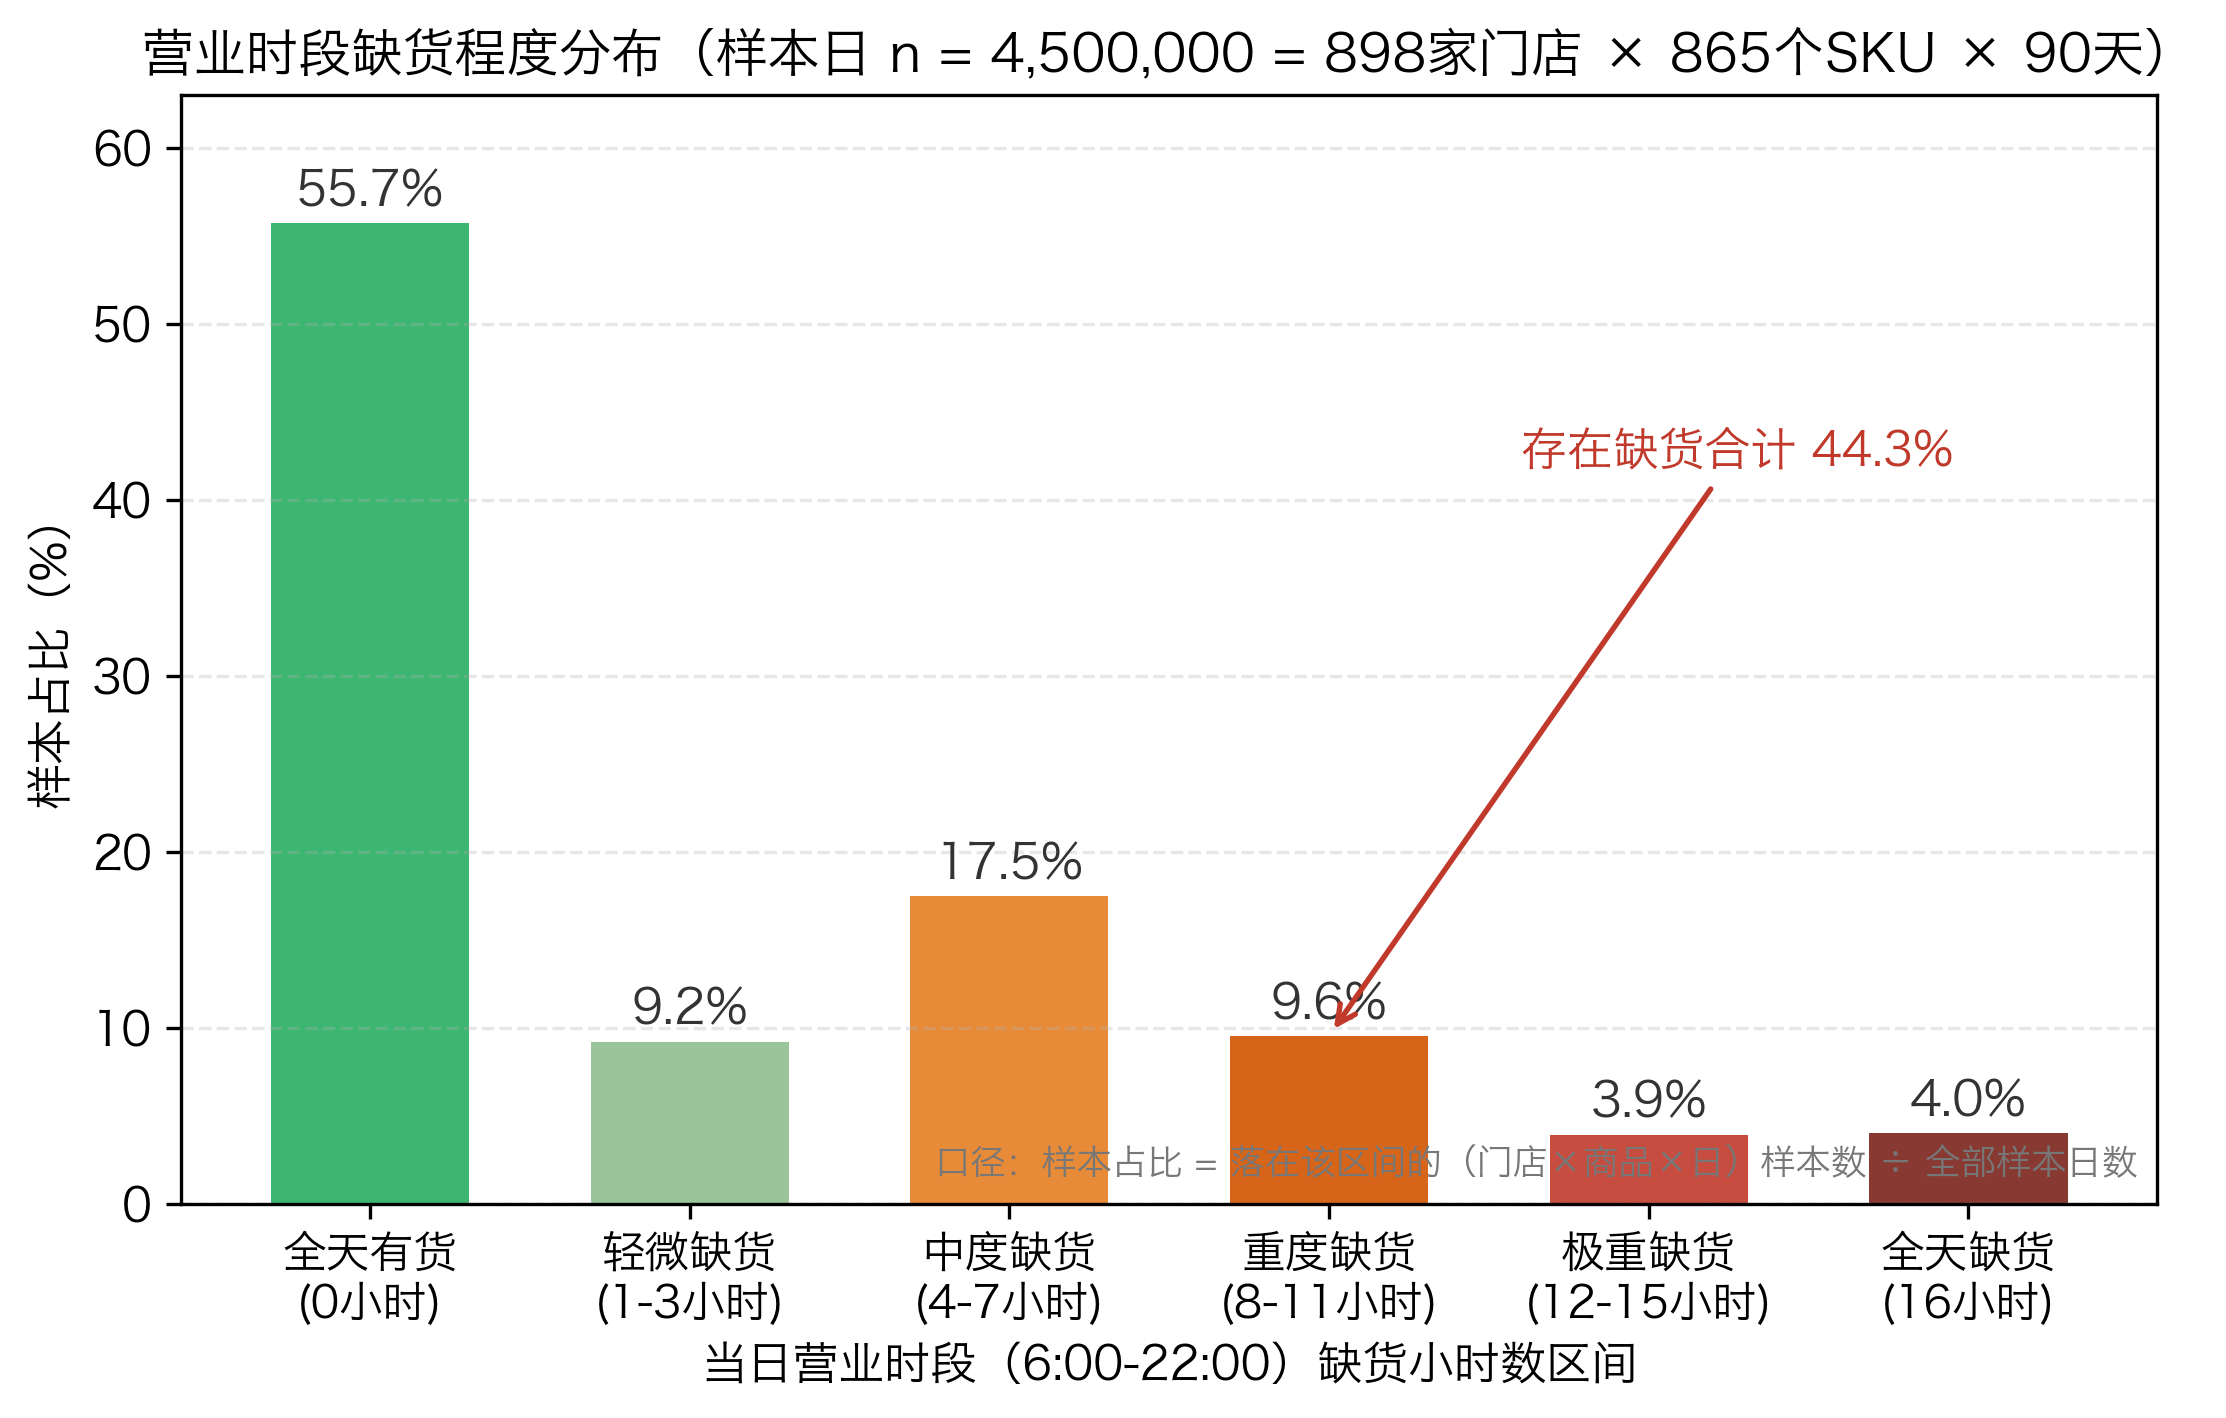 营业时段缺货程度分布（样本日 n = 4,500,000 = 898家门店 × 865个SKU × 90天）
样本占比（%）
60
50
40
30
20
10
0
55.7%
9.2%
17.5%
9.6%
3.9%
4.0%
存在缺货合计 44.3%
口径：样本占比 = 落在该区间的（门店×商品×日）样本数 ÷ 全部样本日数
全天有货
(0小时)
轻微缺货
(1-3小时)
中度缺货
(4-7小时)
重度缺货
(8-11小时)
极重缺货
(12-15小时)
全天缺货
(16小时)
当日营业时段（6:00-22:00）缺货小时数区间